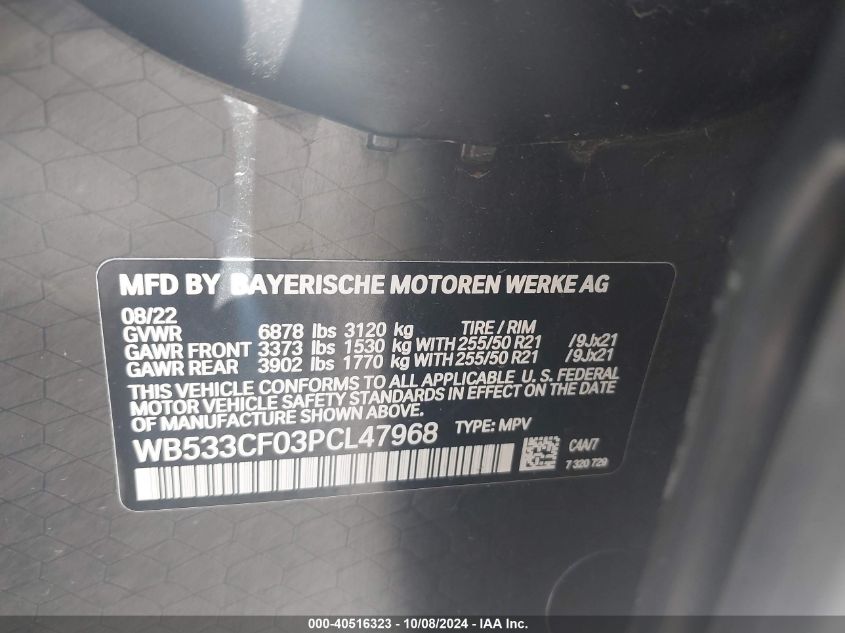 MFD BY BAYERISCHE MOTOREN WERKE AG
08/22
GVWR 6878 lbs 3120 kg TIRE / RIM
GAWR FRONT 3373 lbs 1530 kg WITH 255/50 R21 /9Jx21
GAWR REAR 3902 lbs 1770 kg WITH 255/50 R21 /9Jx21
THIS VEHICLE CONFORMS TO ALL APPLICABLE U.S. FEDERAL
MOTOR VEHICLE SAFETY STANDARDS IN EFFECT ON THE DATE
OF MANUFACTURE SHOWN ABOVE.
WB533CF03PCL47968 TYPE: MPV
C4A/7
7 320 729
000-40516323 - 10/08/2024 - IAA Inc.